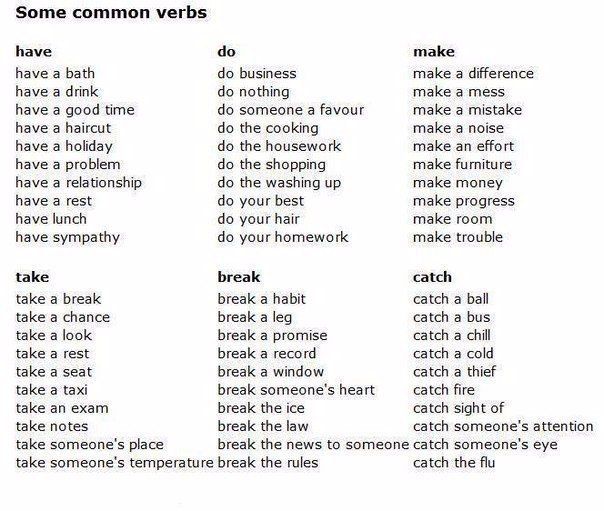 Some common verbs
have
have a bath
have a drink
have a good time
have a haircut
have a holiday
have a problem
have a relationship
have a rest
have lunch
have sympathy
do
do business
do nothing
do someone a favour
do the cooking
do the housework
do the shopping
do the washing up
do your best
do your hair
do your homework
make
make a difference
make a mess
make a mistake
make a noise
make an effort
make furniture
make money
make progress
make room
make trouble
take
take a break
take a chance
take a look
take a rest
take a seat
take a taxi
take an exam
take notes
take someone's place
take someone's temperature
break
break a habit
break a leg
break a promise
break a record
break a window
break someone's heart
break the ice
break the law
break the news to someone
break the rules
catch
catch a ball
catch a bus
catch a chill
catch a cold
catch a thief
catch fire
catch sight of
catch someone's attention
catch someone's eye
catch the flu